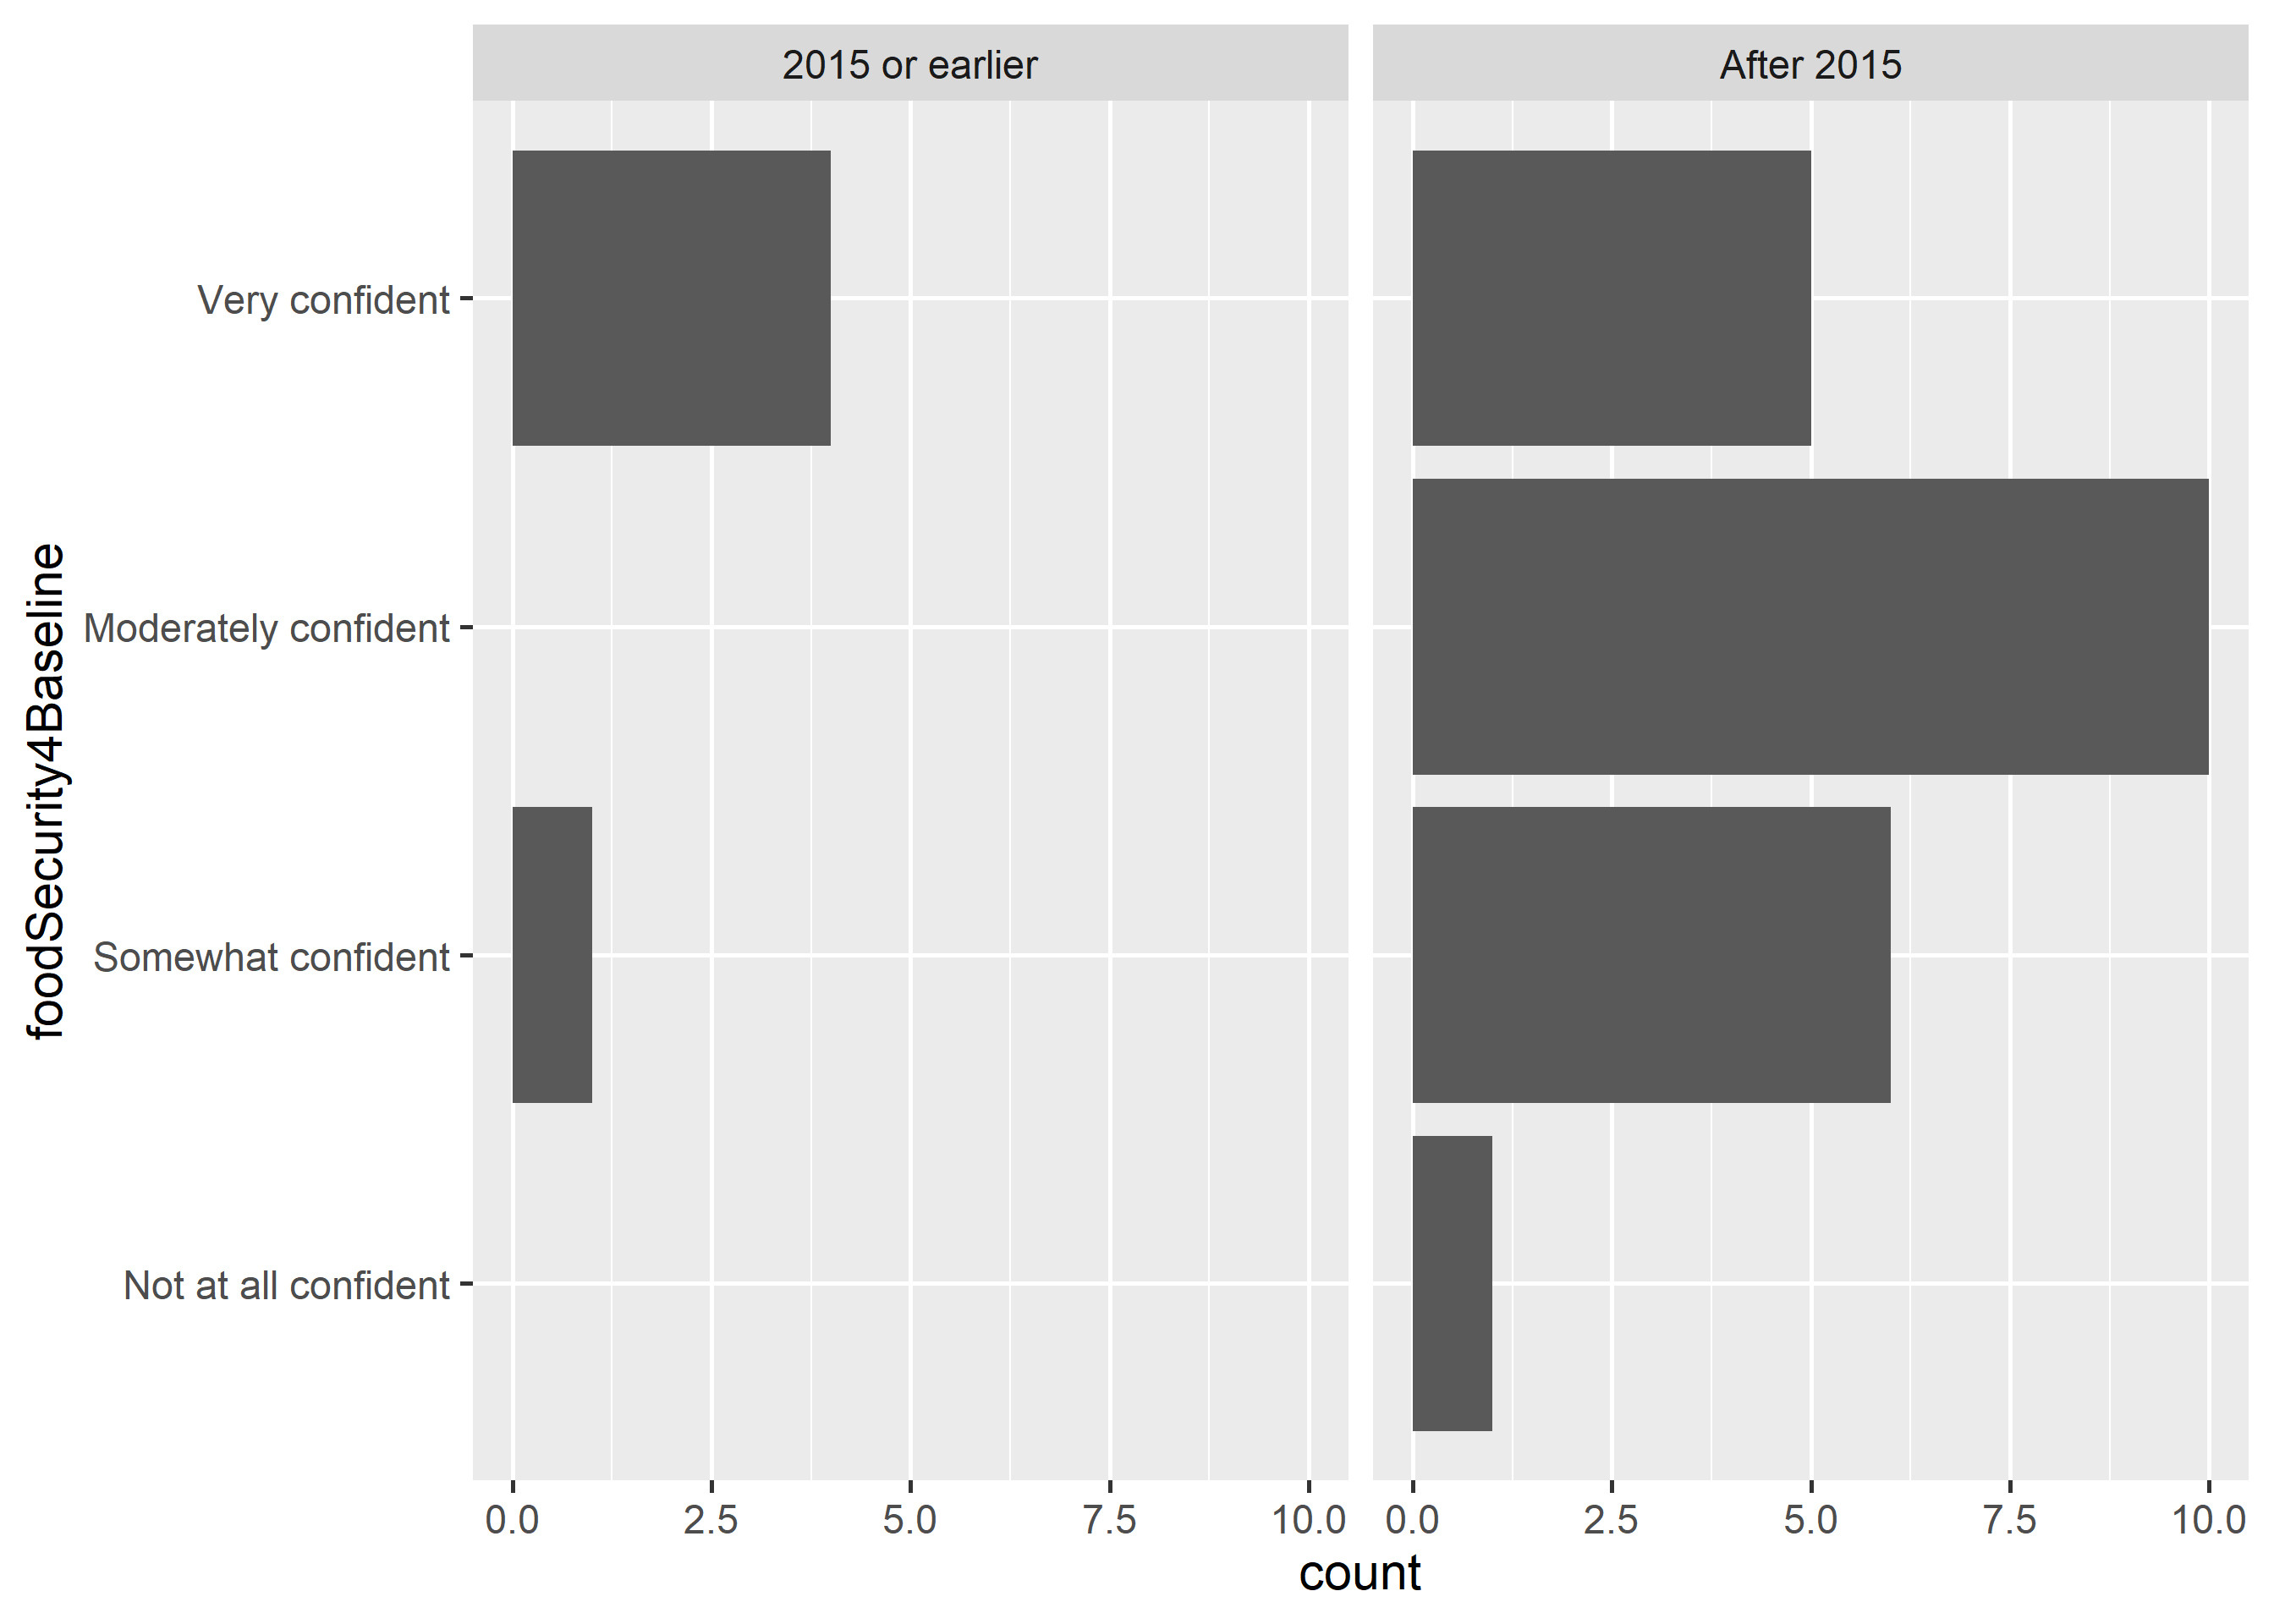 2015 or earlier
After 2015
foodSecurity4Baseline
Very confident
Moderately confident
Somewhat confident
Not at all confident
0.0 2.5 5.0 7.5 10.0
0.0 2.5 5.0 7.5 10.0
count